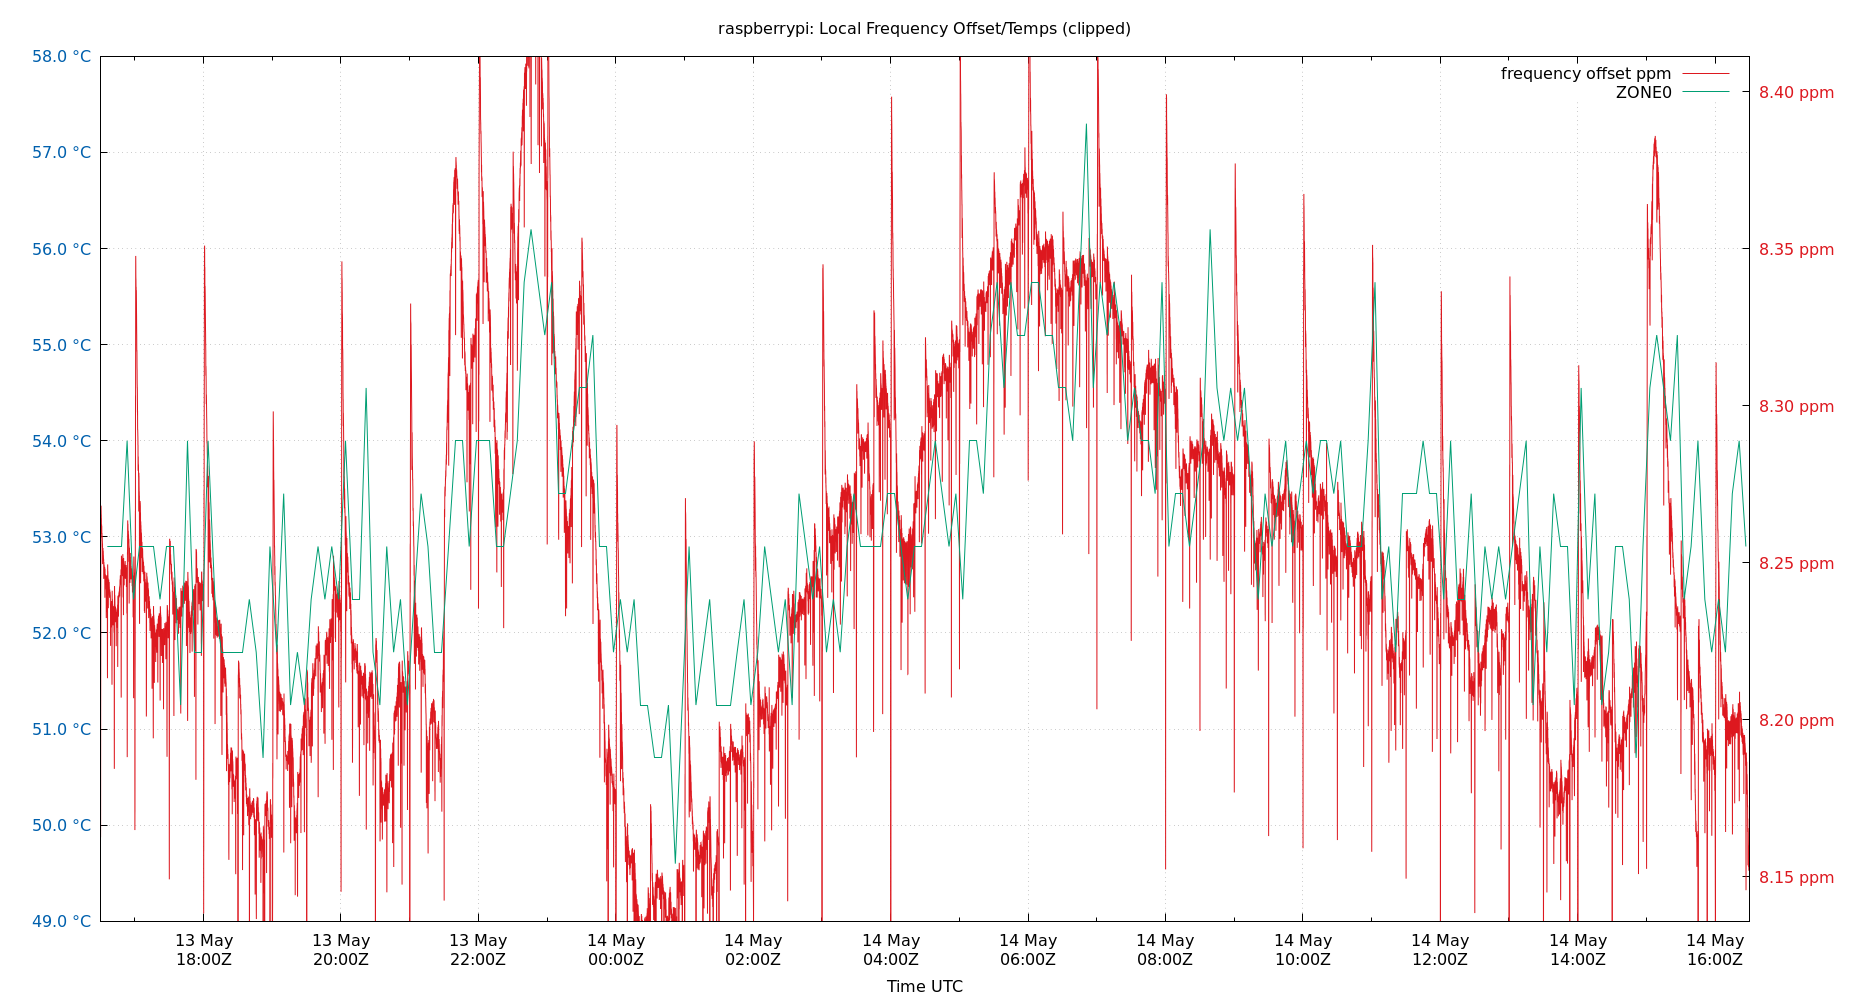 raspberrypi: Local Frequency Offset/Temps (clipped)
frequency offset ppm
ZONE0
58.0 °C
57.0 °C
56.0 °C
55.0 °C
54.0 °C
53.0 °C
52.0 °C
51.0 °C
50.0 °C
49.0 °C
8.40 ppm
8.35 ppm
8.30 ppm
8.25 ppm
8.20 ppm
8.15 ppm
13 May
18:00Z
13 May
20:00Z
13 May
22:00Z
14 May
00:00Z
14 May
02:00Z
14 May
04:00Z
14 May
06:00Z
14 May
08:00Z
14 May
10:00Z
14 May
12:00Z
14 May
14:00Z
14 May
16:00Z
Time UTC